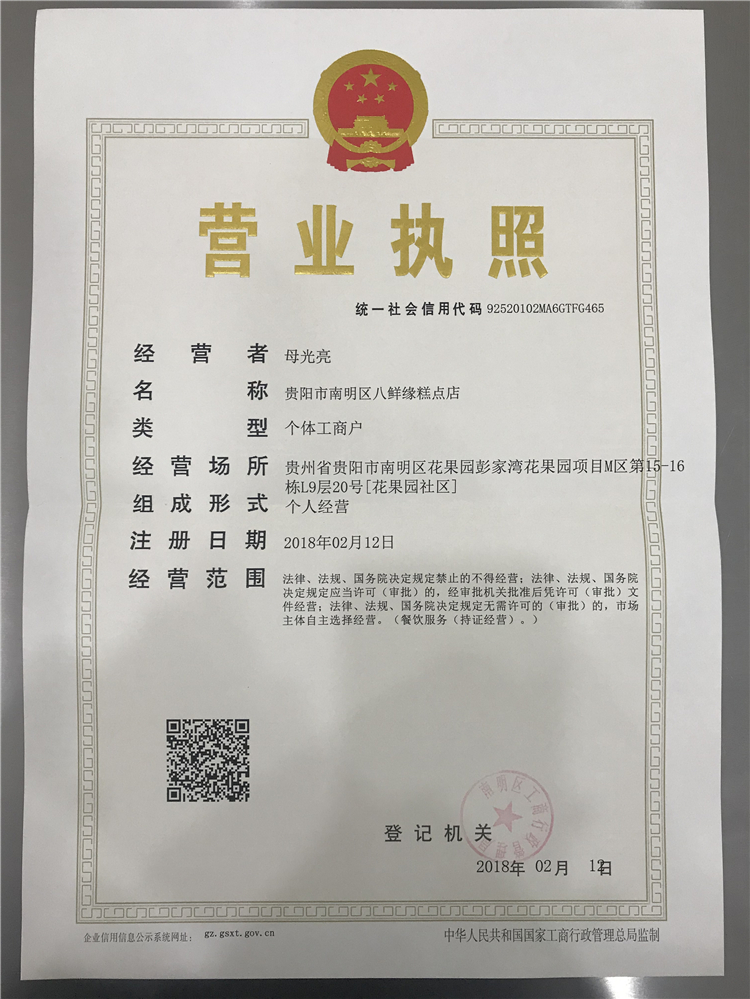 营业执照
统一社会信用代码 92520102MA6GTFG465
经营者 母光亮
名称 贵阳市南明区八鲜缘糕点店
类型 个体工商户
经营场所 贵州省贵阳市南明区花果园彭家湾花果园项目M区第15-16
栋L9层20号[花果园社区]
组成形式 个人经营
注册日期 2018年02月12日
经营范围 法律、法规、国务院决定规定禁止的不得经营；法律、法规、国务院
决定规定应当许可（审批）的，经审批机关批准后凭许可（审批）文
件经营；法律、法规、国务院决定规定无需许可的（审批）的，市场
主体自主选择经营。（餐饮服务（持证经营）。）
南明区工商行政管理局
登记机关
2018年 02月 12日
企业信用信息公示系统网址： gz.gsxt.gov.cn
中华人民共和国国家工商行政管理总局监制